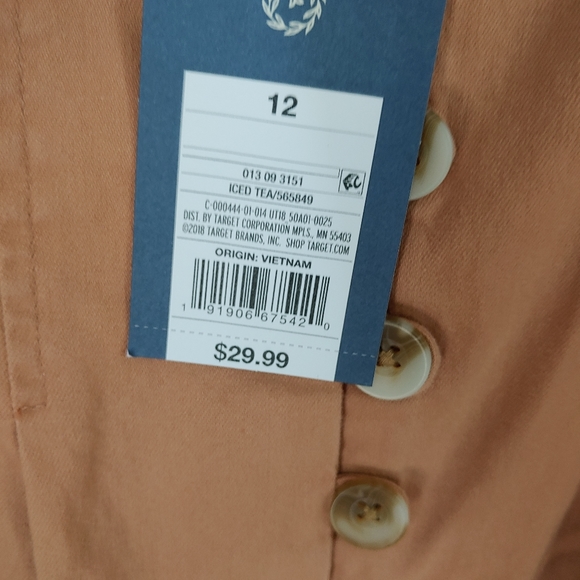 12
013 09 3151
ICED TEA/565849
C-000444-01-014 UT18 50A01-0025
DIST. BY TARGET CORPORATION MPLS., MN 55403
©2018 TARGET BRANDS, INC. SHOP TARGET.COM
ORIGIN: VIETNAM
1 91906 67542 0
$29.99